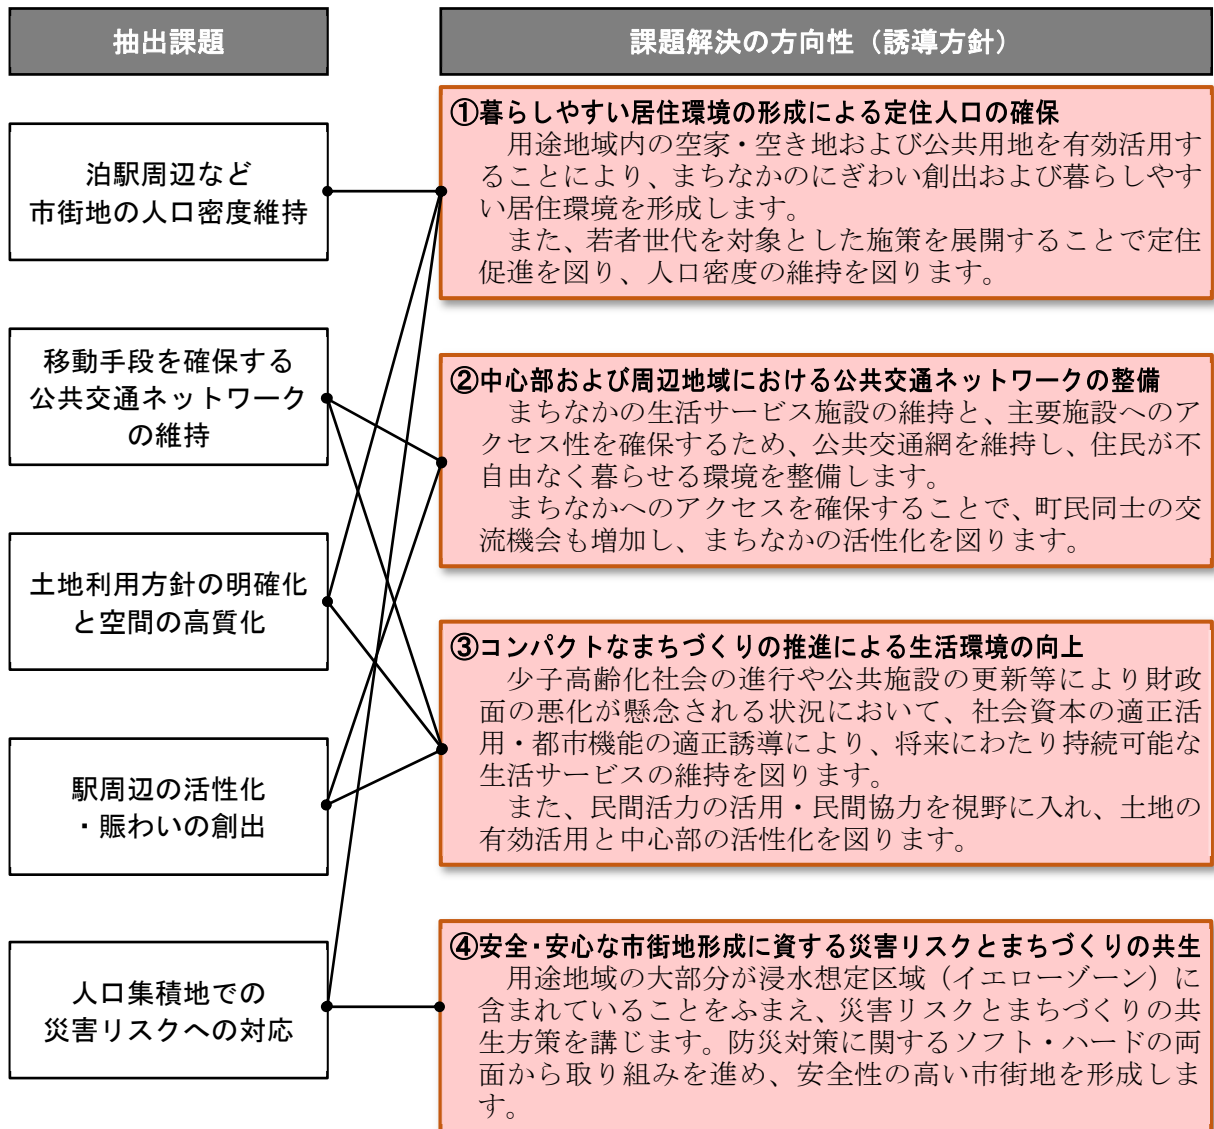 抽出課題
泊駅周辺など
市街地の人口密度維持
移動手段を確保する
公共交通ネットワーク
の維持
土地利用方針の明確化
と空間の高質化
駅周辺の活性化
・賑わいの創出
人口集積地での
災害リスクへの対応
課題解決の方向性（誘導方針）
①暮らしやすい居住環境の形成による定住人口の確保
用途地域内の空家・空き地および公共用地を有効活用す
ることにより、まちなかのにぎわい創出および暮らしやす
い居住環境を形成します。
また、若者世代を対象とした施策を展開することで定住
促進を図り、人口密度の維持を図ります。
②中心部および周辺地域における公共交通ネットワークの整備
まちなかの生活サービス施設の維持と、主要施設へのア
クセス性を確保するため、公共交通網を維持し、住民が不
自由なく暮らせる環境を整備します。
まちなかへのアクセスを確保することで、町民同士の交
流機会も増加し、まちなかの活性化を図ります。
③コンパクトなまちづくりの推進による生活環境の向上
少子高齢化社会の進行や公共施設の更新等により財政
面の悪化が懸念される状況において、社会資本の適正活
用・都市機能の適正誘導により、将来にわたり持続可能な
生活サービスの維持を図ります。
また、民間活力の活用・民間協力を視野に入れ、土地の
有効活用と中心部の活性化を図ります。
④安全・安心な市街地形成に資する災害リスクとまちづくりの共生
用途地域の大部分が浸水想定区域（イエローゾーン）に
含まれていることをふまえ、災害リスクとまちづくりの共
生方策を講じます。防災対策に関するソフト・ハードの両
面から取り組みを進め、安全性の高い市街地を形成しま
す。